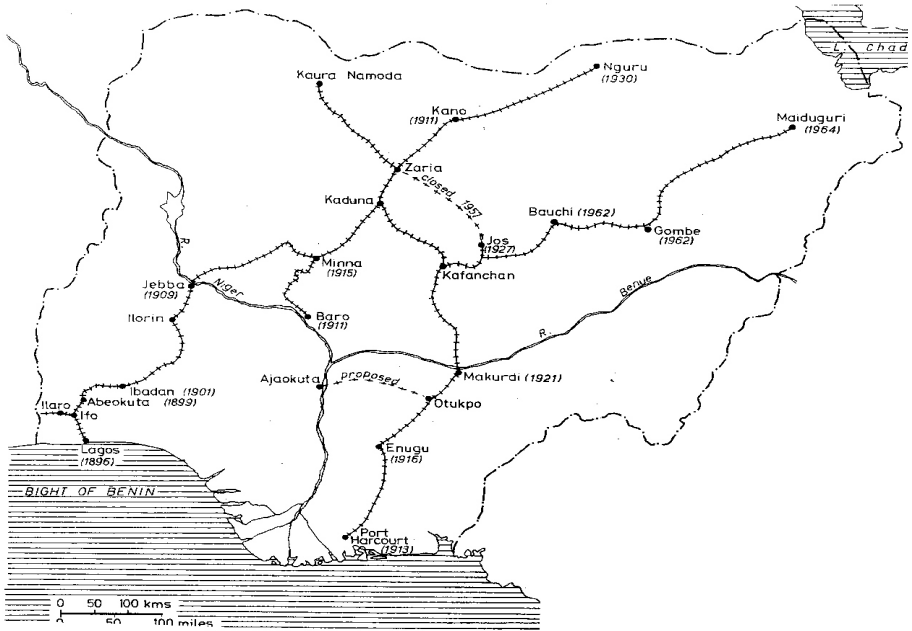 L. Chad
Nguru
(1930)
Kaura Namoda
Kano
(1911)
Maiduguri
(1964)
Zaria
closed 1957
Kaduna
Bauchi (1962)
Gombe
(1962)
Jos
(1927)
Kafanchan
Minna
(1915)
R. Niger
Jebba
(1909)
R. Benue
Ilorin
Baro
(1911)
Ajaokuta
proposed
Makurdi (1921)
Otukpo
Ibadan (1901)
Abeokuta
(1899)
Ilaro
Ifo
Lagos
(1896)
Enugu
(1916)
BIGHT OF BENIN
Port
Harcourt
(1913)
0 50 100 kms
0 50 100 miles